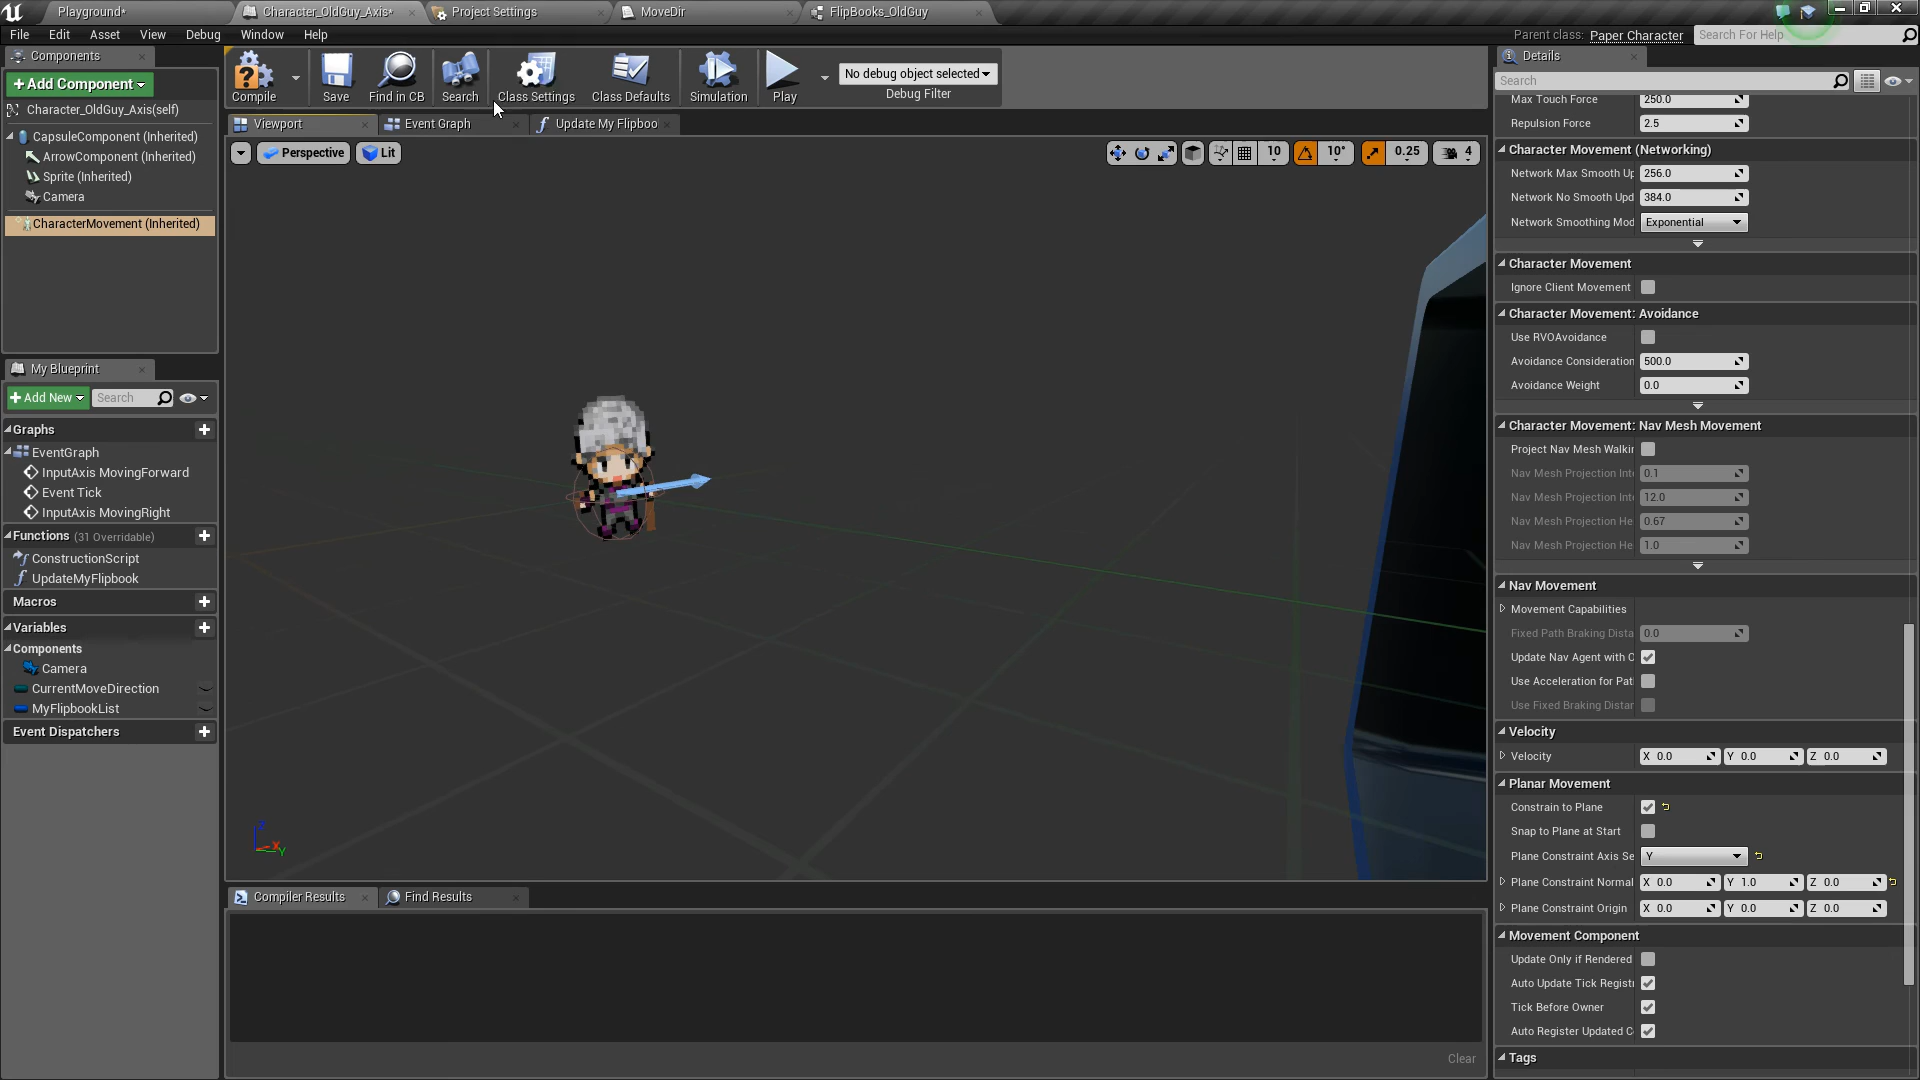 Playground*
Character_OldGuy_Axis*
Project Settings
MoveDir
FlipBooks_OldGuy
File Edit Asset View Debug Window Help
Parent class: Paper Character
Search For Help
Components
Details
+Add Component
Compile
Save
Find in CB
Search
Class Settings
Class Defaults
Simulation
Play
No debug object selected
Debug Filter
Search
Character_OldGuy_Axis(self)
CapsuleComponent (Inherited)
ArrowComponent (Inherited)
Sprite (Inherited)
Camera
CharacterMovement (Inherited)
Viewport
Event Graph
Update My Flipboo
Perspective
Lit
10
10°
0.25
4
My Blueprint
+Add New
Search
Graphs
EventGraph
InputAxis MovingForward
Event Tick
InputAxis MovingRight
Functions (31 Overridable)
ConstructionScript
UpdateMyFlipbook
Macros
Variables
Components
Camera
CurrentMoveDirection
MyFlipbookList
Event Dispatchers
Z
X
Y
Compiler Results
Find Results
Clear
Max Touch Force 250.0
Repulsion Force 2.5
Character Movement (Networking)
Network Max Smooth Up 256.0
Network No Smooth Upd 384.0
Network Smoothing Mod Exponential
Character Movement
Ignore Client Movement
Character Movement: Avoidance
Use RVOAvoidance
Avoidance Consideration 500.0
Avoidance Weight 0.0
Character Movement: Nav Mesh Movement
Project Nav Mesh Walkin
Nav Mesh Projection Inte 0.1
Nav Mesh Projection Inte 12.0
Nav Mesh Projection He 0.67
Nav Mesh Projection He 1.0
Nav Movement
Movement Capabilities
Fixed Path Braking Dista 0.0
Update Nav Agent with O
Use Acceleration for Pat
Use Fixed Braking Distar
Velocity
Velocity X 0.0 Y 0.0 Z 0.0
Planar Movement
Constrain to Plane
Snap to Plane at Start
Plane Constraint Axis Se Y
Plane Constraint Normal X 0.0 Y 1.0 Z 0.0
Plane Constraint Origin X 0.0 Y 0.0 Z 0.0
Movement Component
Update Only if Rendered
Auto Update Tick Registr
Tick Before Owner
Auto Register Updated C
Tags